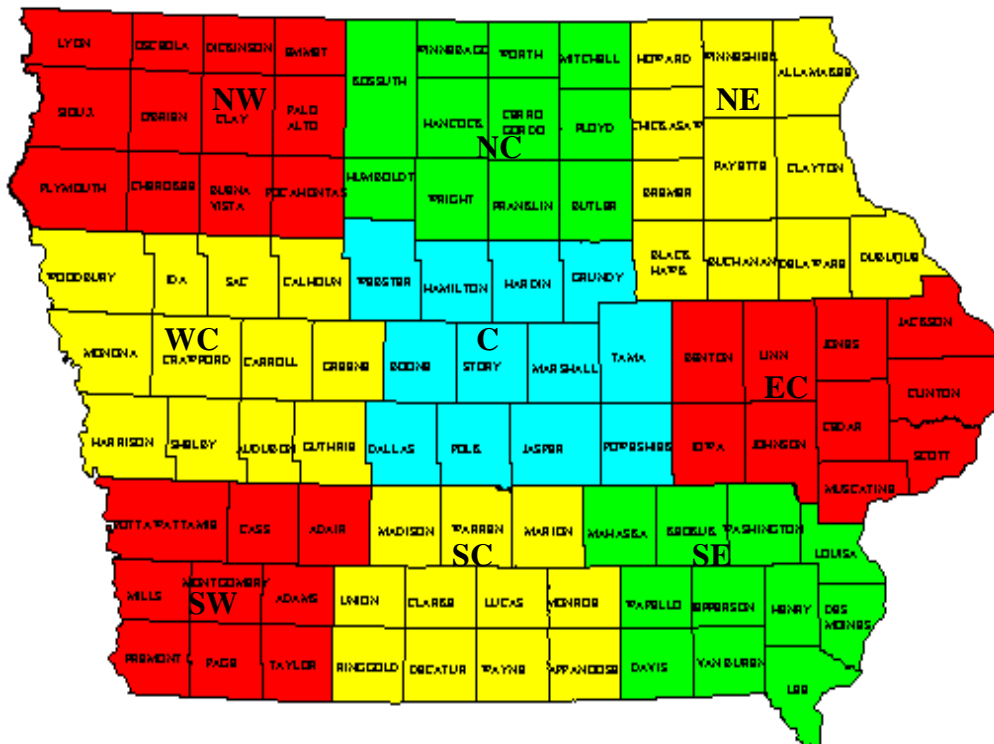 LYON OSCEOLA DICKINSON EMMET WINNEBAGO WORTH MITCHELL HOWARD WINNESHIEK ALLAMAKEE
KOSSUTH
NW NE
SIOUX OBRIEN CLAY PALO ALTO HANCOCK CERRO GORDO FLOYD CHICKASAW
NC
PLYMOUTH CHEROKEE BUENA VISTA POCAHONTAS HUMBOLDT WRIGHT FRANKLIN BUTLER BREMER FAYETTE CLAYTON
WOODBURY IDA SAC CALHOUN WEBSTER HAMILTON HARDIN GRUNDY BLACK HAWK BUCHANAN DELAWARE DUBUQUE
WC C
MONONA CRAWFORD CARROLL GREENE BOONE STORY MARSHALL TAMA BENTON LINN JONES JACKSON
EC
CLINTON
HARRISON SHELBY AUDUBON GUTHRIE DALLAS POLK JASPER POWESHIEK IOWA JOHNSON CEDAR SCOTT
MUSCATINE
POTTAWATTAMIE CASS ADAIR MADISON WARREN MARION MAHASKA KEOKUK WASHINGTON LOUISA
SC SE
MILLS MONTGOMERY ADAMS UNION CLARKE LUCAS MONROE WAPELLO JEFFERSON HENRY DES MOINES
SW
FREMONT PAGE TAYLOR RINGGOLD DECATUR WAYNE APPANOOSE DAVIS VAN BUREN LEE